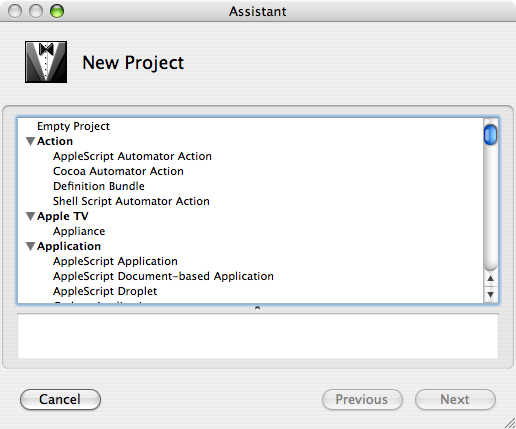 Assistant
New Project
Empty Project
Action
AppleScript Automator Action
Cocoa Automator Action
Definition Bundle
Shell Script Automator Action
Apple TV
Appliance
Application
AppleScript Application
AppleScript Document-based Application
AppleScript Droplet
Cancel
Previous
Next